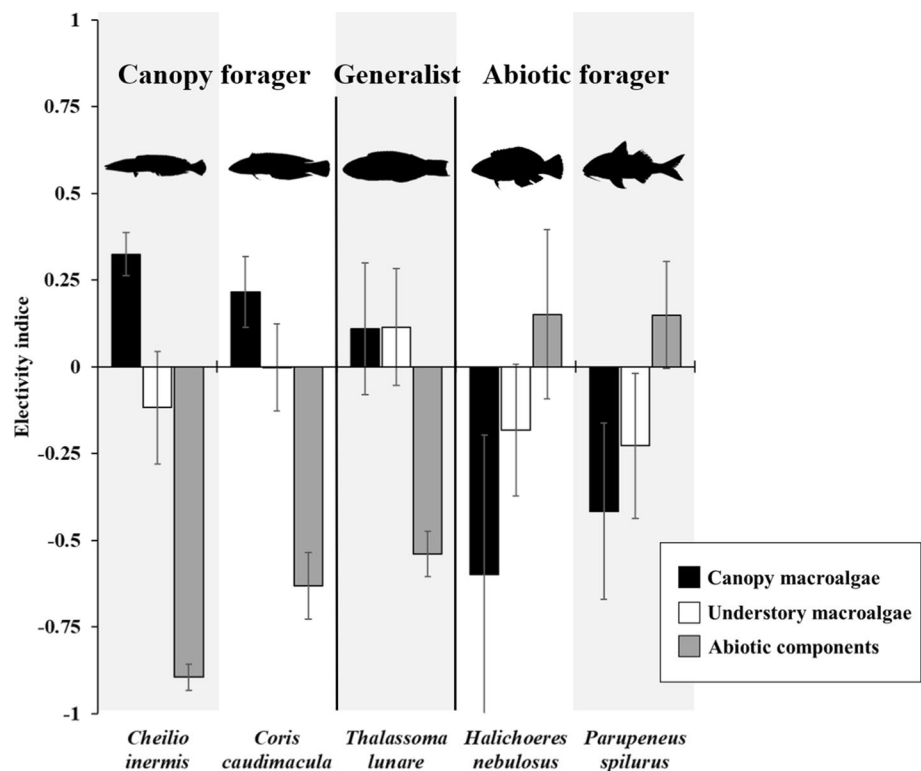 1
Canopy forager Generalist Abiotic forager
0.75
0.5
0.25
0
-0.25
-0.5
-0.75
-1
Electivity indice
Canopy macroalgae
Understory macroalgae
Abiotic components
Cheilio
inermis
Coris
caudimacula
Thalassoma
lunare
Halichoeres
nebulosus
Parupeneus
spilurus